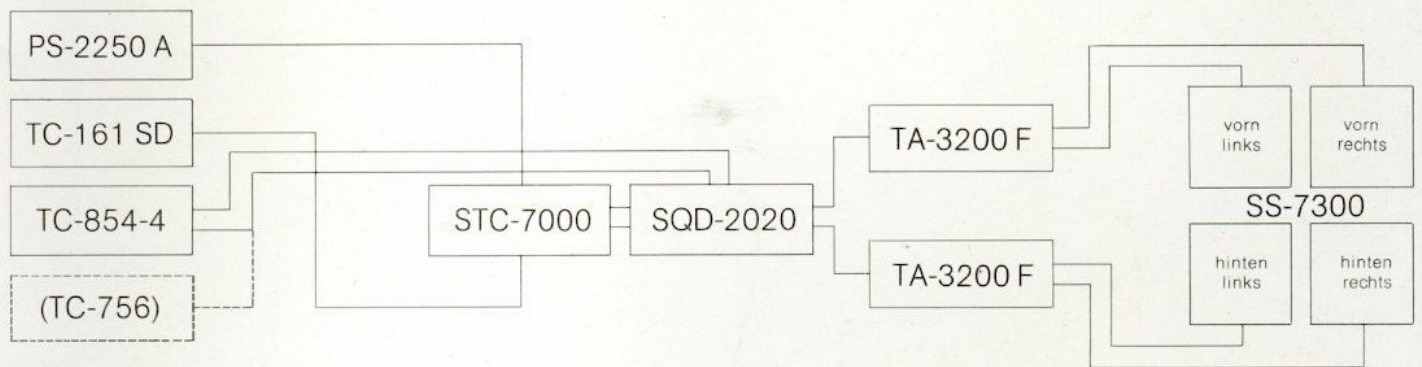 PS-2250 A
TC-161 SD
TC-854-4
(TC-756)
STC-7000
SQD-2020
TA-3200 F
TA-3200 F
vorn
links
vorn
rechts
SS-7300
hinten
links
hinten
rechts